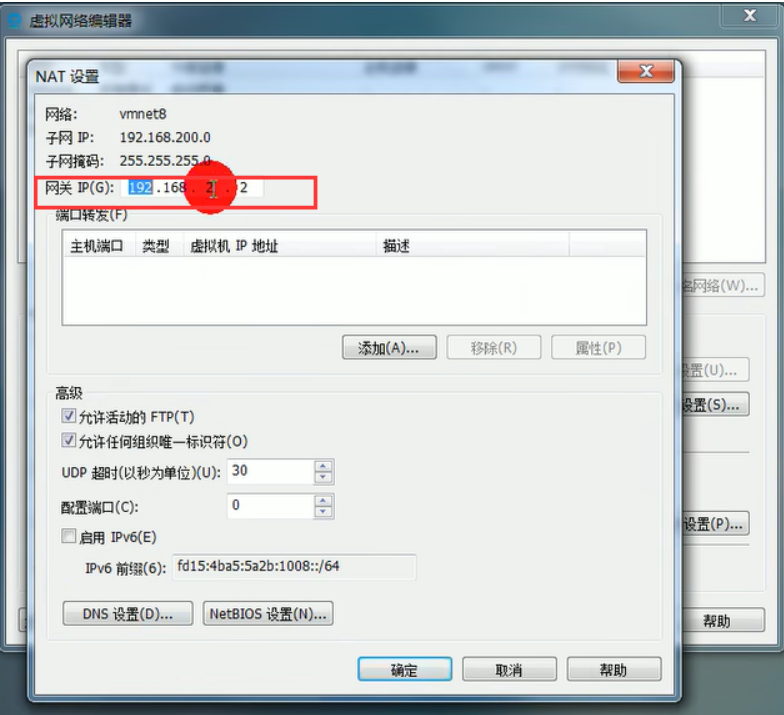 虚拟网络编辑器
NAT 设置
网络: vmnet8
子网 IP: 192.168.200.0
子网掩码: 255.255.255.0
网关 IP(G): 192 .168 . 2 . 2
端口转发(F)
主机端口 类型 虚拟机 IP 地址 描述
添加(A)... 移除(R) 属性(P)
高级
允许活动的 FTP(T)
允许任何组织唯一标识符(O)
UDP 超时(以秒为单位)(U): 30
配置端口(C): 0
启用 IPv6(E)
IPv6 前缀(6): fd15:4ba5:5a2b:1008::/64
DNS 设置(D)... NetBIOS 设置(N)...
确定 取消 帮助
名网络(W)...
设置(U)...
设置(S)...
设置(P)...
帮助